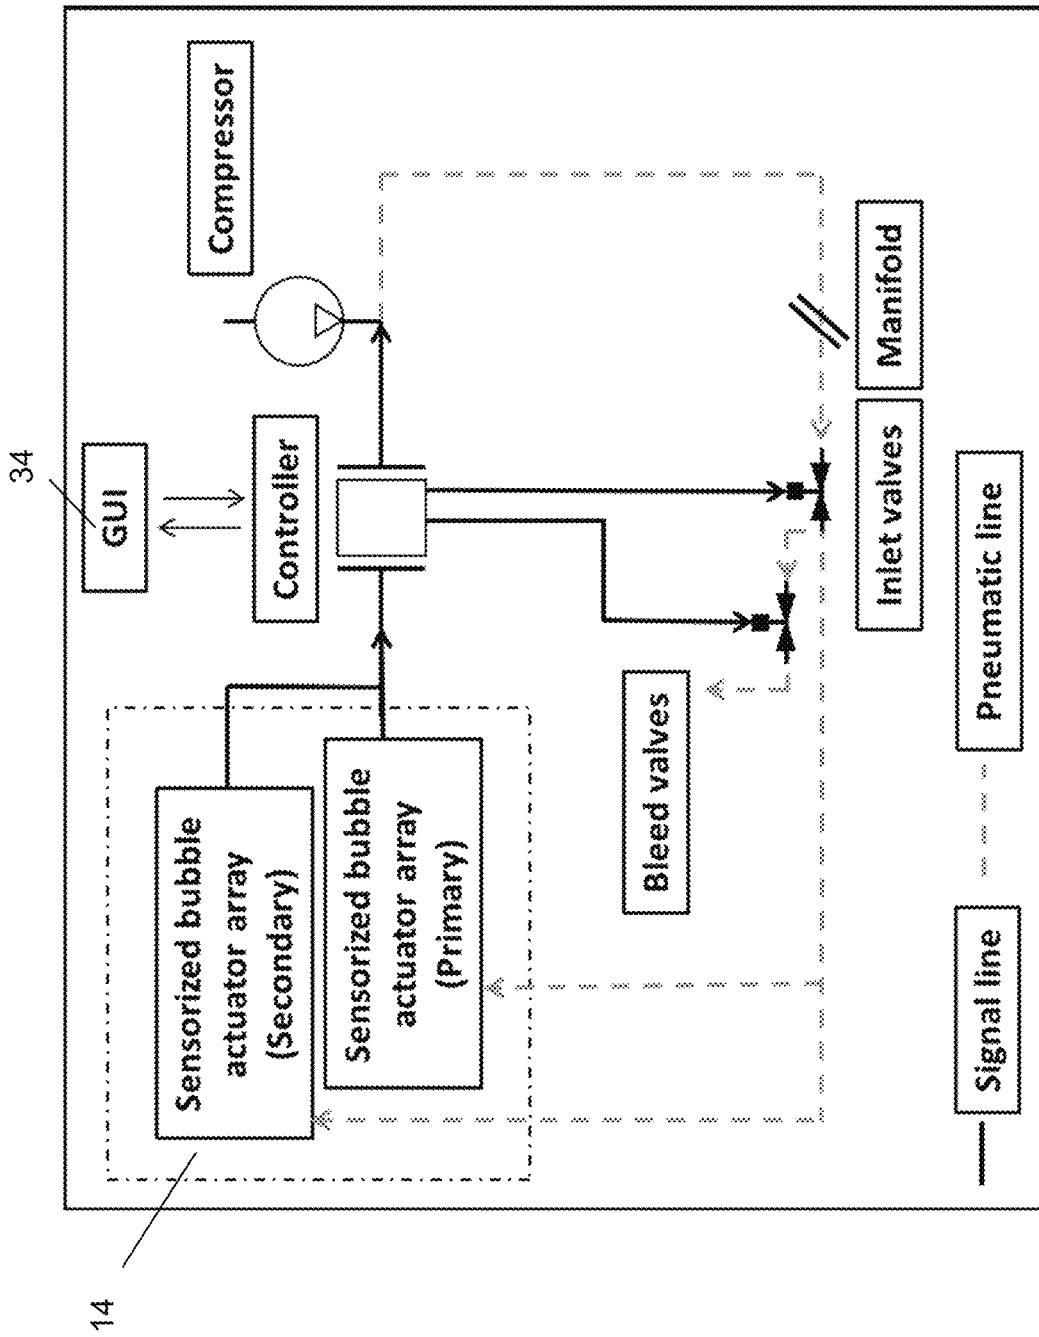 34
GUI
Controller
Compressor
14
Sensorized bubble
actuator array
(Secondary)
Sensorized bubble
actuator array
(Primary)
Bleed valves
Inlet valves
Manifold
Signal line
Pneumatic line